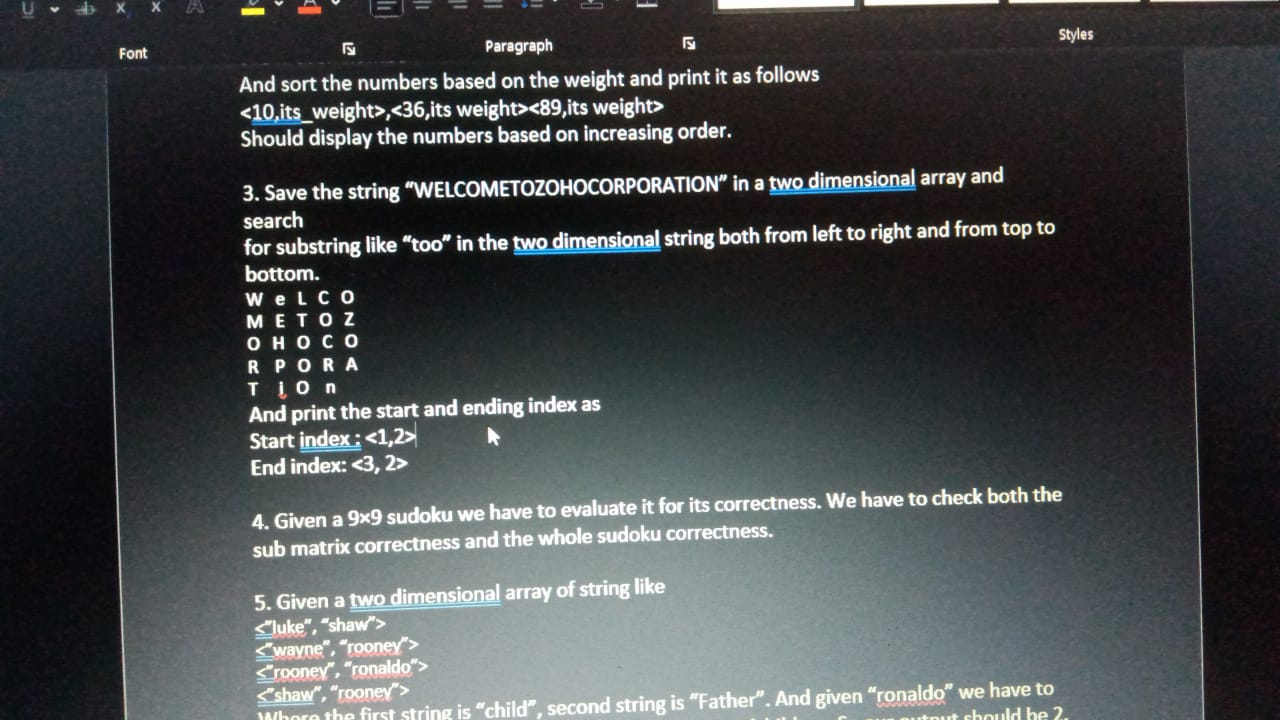 Font
Paragraph
Styles
And sort the numbers based on the weight and print it as follows
<10,its_weight>,<36,its weight><89,its weight>
Should display the numbers based on increasing order.
3. Save the string “WELCOMETOZOHOCORPORATION” in a two dimensional array and
search
for substring like “too” in the two dimensional string both from left to right and from top to
bottom.
W e L C O
M E T O Z
O H O C O
R P O R A
T i O n
And print the start and ending index as
Start index : <1,2>
End index: <3, 2>
4. Given a 9×9 sudoku we have to evaluate it for its correctness. We have to check both the
sub matrix correctness and the whole sudoku correctness.
5. Given a two dimensional array of string like
<”luke”, “shaw”>
<”wayne”, “rooney”>
<”rooney”, “ronaldo”>
<”shaw”, “rooney”>
Where the first string is “child”, second string is “Father”. And given “ronaldo” we have to
output should be 2.